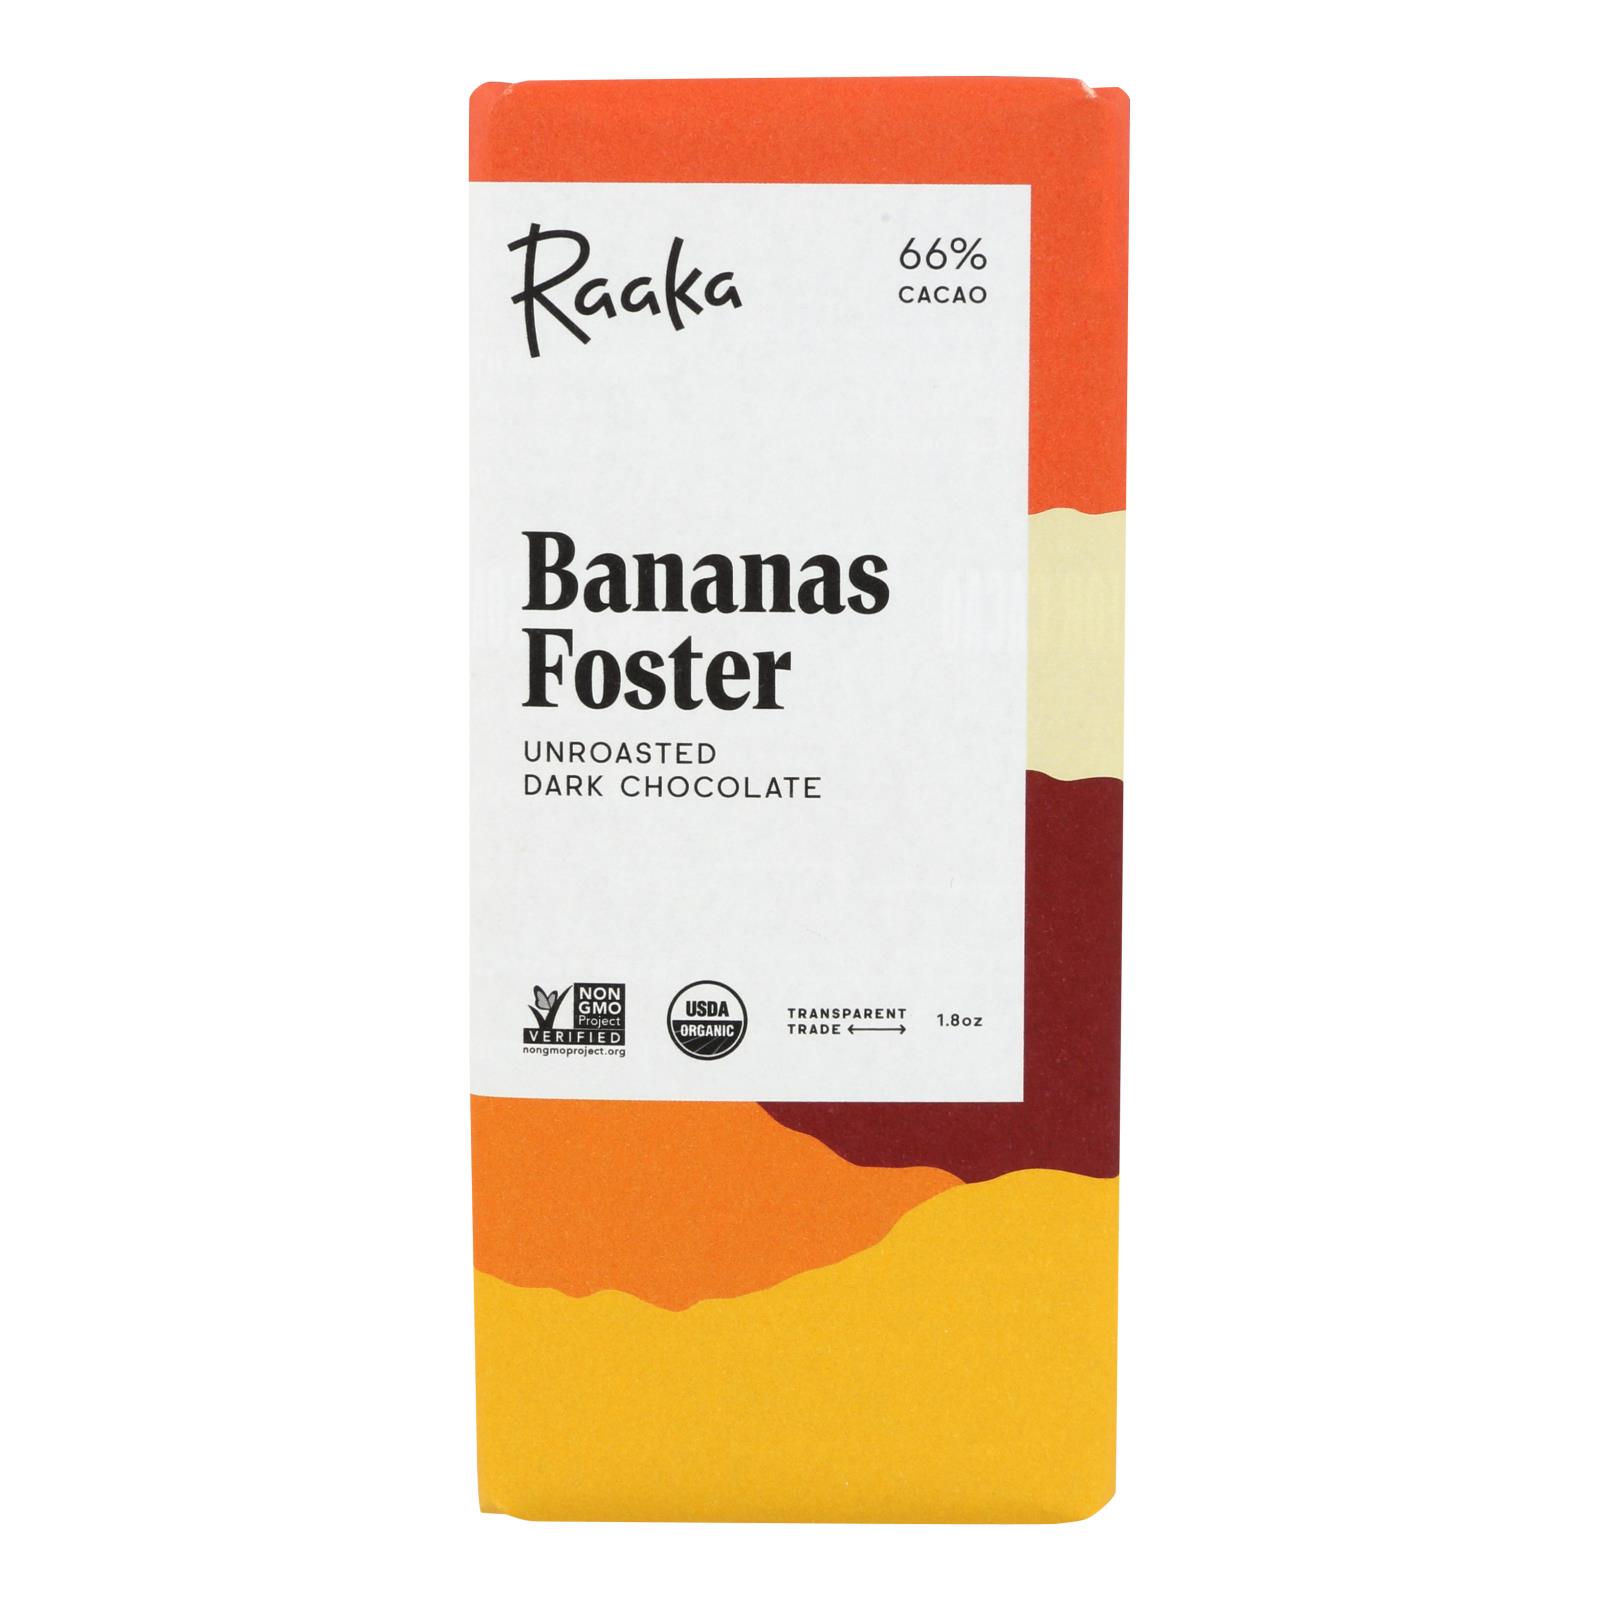 Raaka
66%
CACAO
Bananas
Foster
UNROASTED
DARK CHOCOLATE
NON
GMO
Project
VERIFIED
nongmoproject.org
USDA
ORGANIC
TRANSPARENT
TRADE
1.8oz